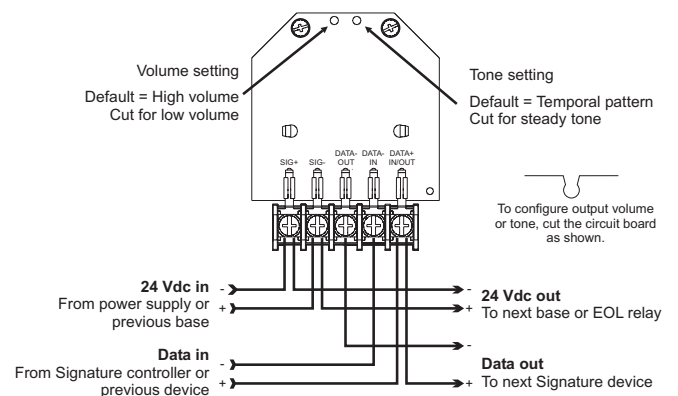 Volume setting
Default = High volume
Cut for low volume
Tone setting
Default = Temporal pattern
Cut for steady tone
SIG+ SIG- DATA- OUT DATA- IN DATA+ IN/OUT
To configure output volume
or tone, cut the circuit board
as shown.
24 Vdc in -
From power supply or +
previous base
- 24 Vdc out
+ To next base or EOL relay
Data in -
From Signature controller or +
previous device
-
Data out
+ To next Signature device